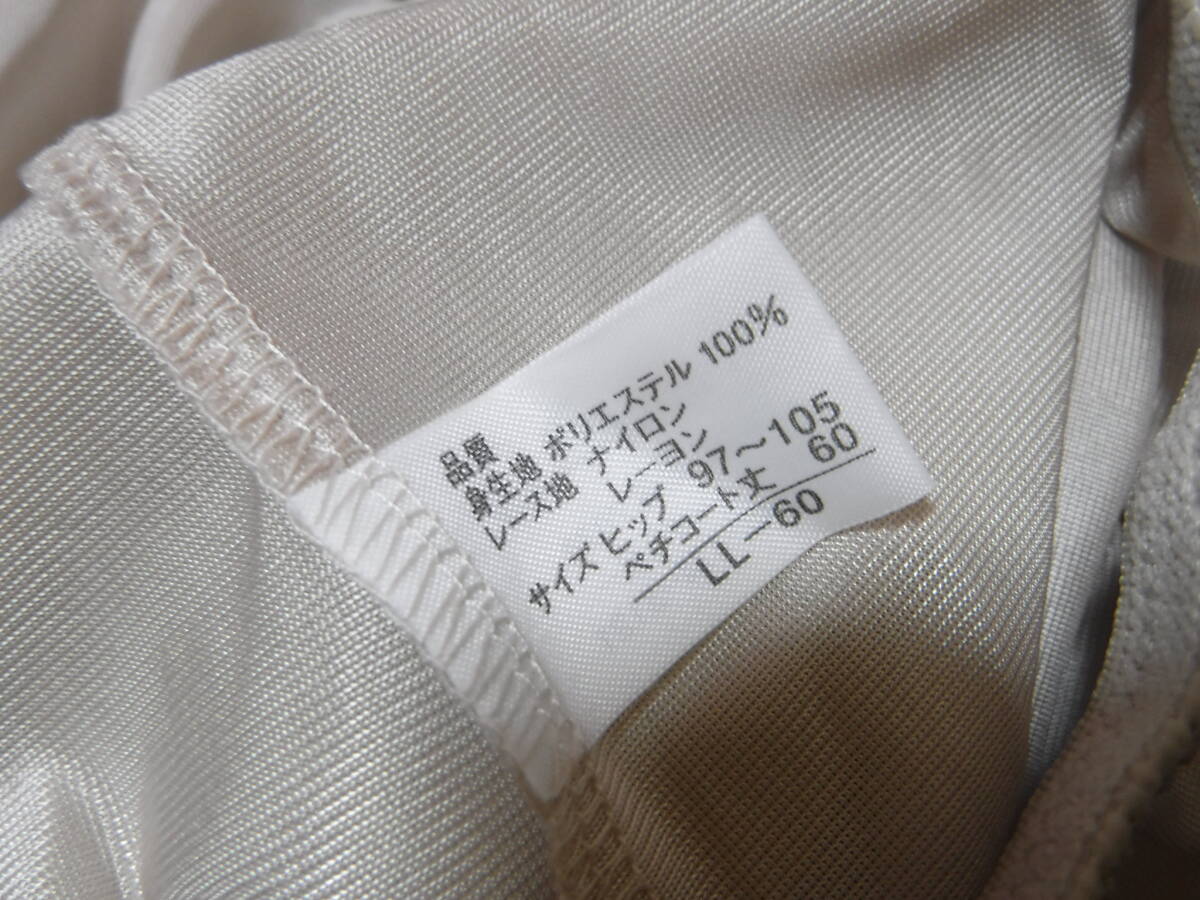 品質
身生地 ポリエステル 100%
レース地 ナイロン
レーヨン
サイズ ヒップ 97〜105
ペチコート丈 60
LL-60